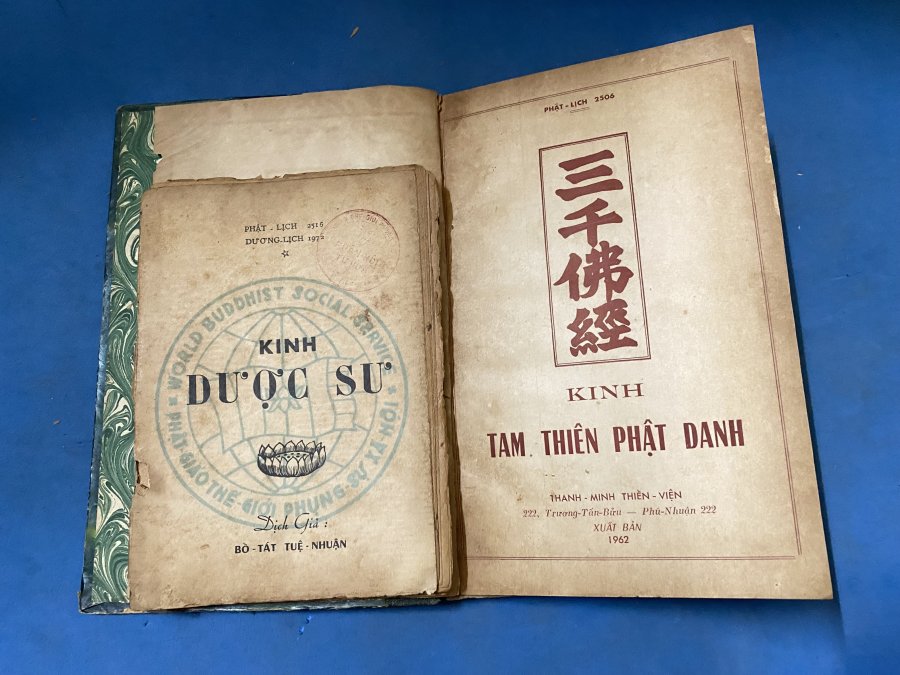 PHẬT - LỊCH 2516
DƯƠNG-LỊCH 1972
WORLD BUDDHIST SOCIAL SERVICE
PHẬT-GIÁO THẾ-GIỚI PHỤNG-SỰ XÃ-HỘI
KINH
DƯỢC SƯ
Dịch Giả :
BỒ - TÁT TUỆ - NHUẬN
PHẬT - LỊCH 2506
三千佛經
KINH
TAM THIÊN PHẬT DANH
THANH - MINH THIỀN - VIỆN
222, Trương-Tấn-Bửu — Phú-Nhuận 222
XUẤT BẢN
1962